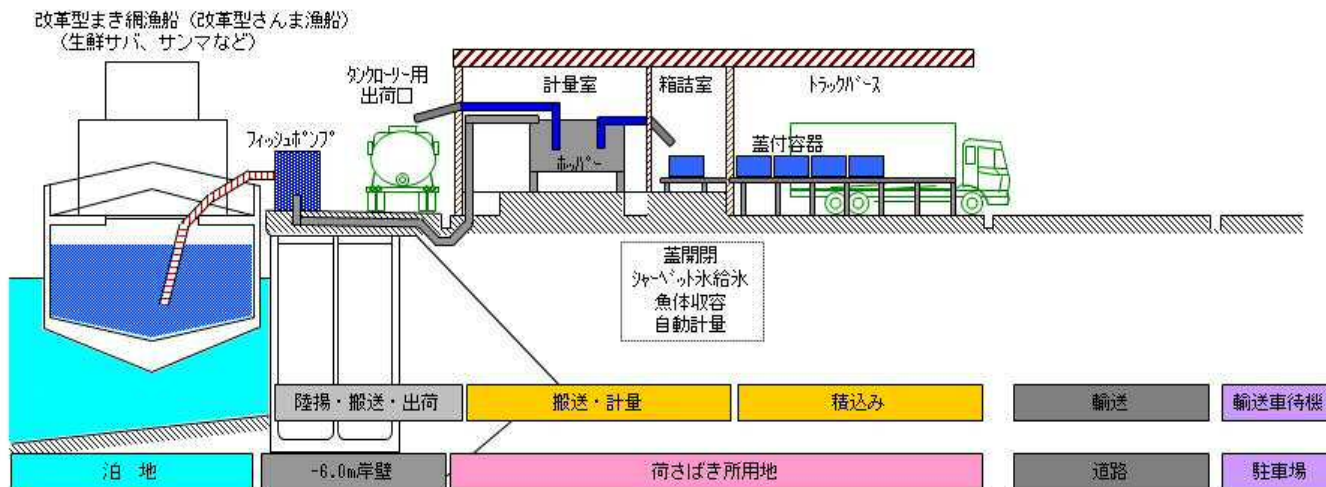 改革型まき網漁船（改革型さんま漁船）
（生鮮サバ、サンマなど）
ﾀﾝｸﾛｰﾘｰ用
出荷口
計量室
箱詰室
ﾄﾗｯｸﾊﾞｰｽ
ﾌｨｯｼｭﾎﾟﾝﾌﾟ
ﾎｯﾊﾟｰ
蓋付容器
蓋開閉
ｼｬｰﾍﾞｯﾄ氷給氷
魚体収容
自動計量
陸揚・搬送・出荷
搬送・計量
積込み
輸送
輸送車待機
泊 地
-6.0m岸壁
荷さばき所用地
道路
駐車場